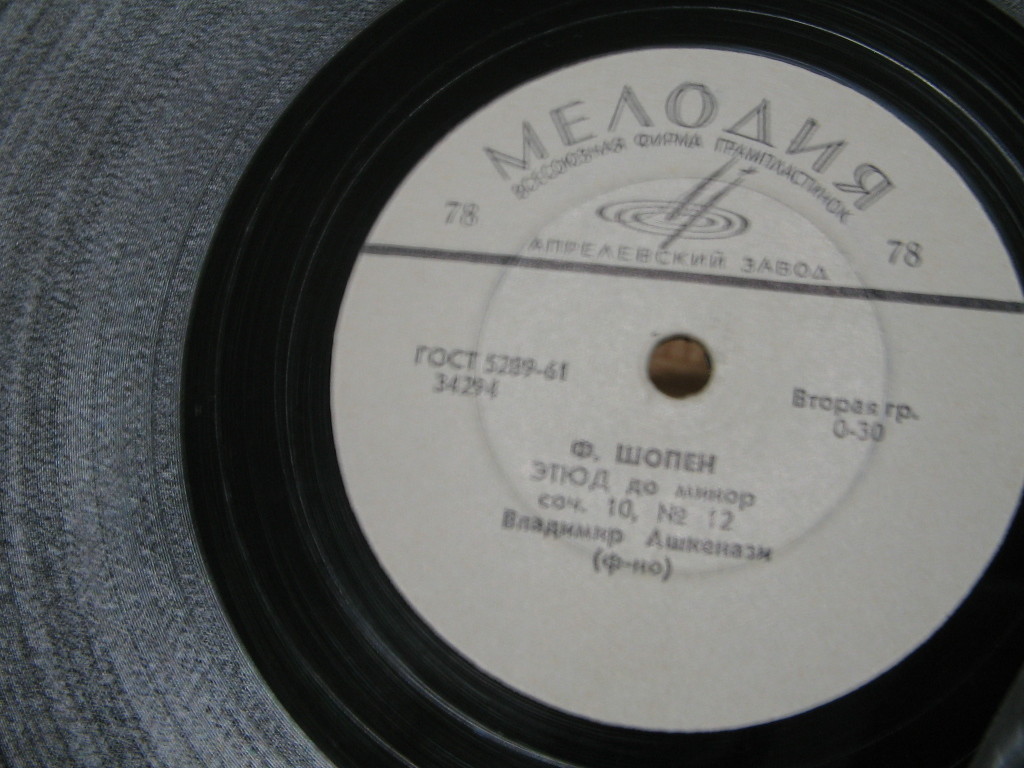 МЕЛОДИЯ
ВСЕСОЮЗНАЯ ФИРМА ГРАМПЛАСТИНОК
78
78
АПРЕЛЕВСКИЙ ЗАВОД
ГОСТ 5289-61
34294
Вторая гр.
0-30
Ф. ШОПЕН
ЭТЮД до минор
соч. 10, № 12
Владимир Ашкенази
(ф-но)